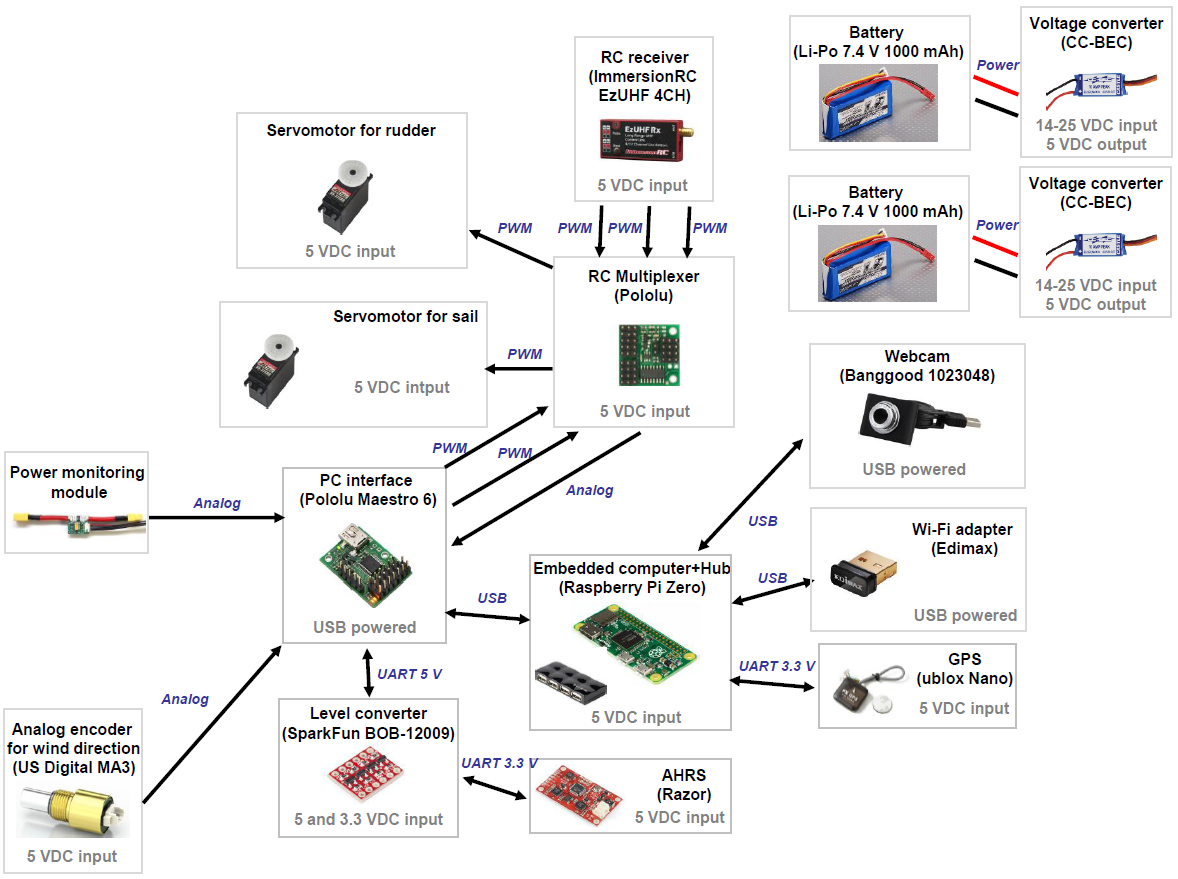 RC receiver
(ImmersionRC
EzUHF 4CH)
EzUHF Rx
5 VDC input
Battery
(Li-Po 7.4 V 1000 mAh)
Power
Voltage converter
(CC-BEC)
14-25 VDC input
5 VDC output
Battery
(Li-Po 7.4 V 1000 mAh)
Power
Voltage converter
(CC-BEC)
14-25 VDC input
5 VDC output
Servomotor for rudder
5 VDC input
PWM
PWM
PWM
PWM
RC Multiplexer
(Pololu)
5 VDC input
Servomotor for sail
5 VDC intput
PWM
PWM
PWM
Analog
Webcam
(Banggood 1023048)
USB powered
Power monitoring
module
Analog
PC interface
(Pololu Maestro 6)
USB powered
USB
Embedded computer+Hub
(Raspberry Pi Zero)
5 VDC input
USB
USB
Wi-Fi adapter
(Edimax)
EDIMAX
USB powered
UART 3.3 V
GPS
(ublox Nano)
5 VDC input
Analog
Analog encoder
for wind direction
(US Digital MA3)
5 VDC input
UART 5 V
Level converter
(SparkFun BOB-12009)
5 and 3.3 VDC input
UART 3.3 V
AHRS
(Razor)
5 VDC input